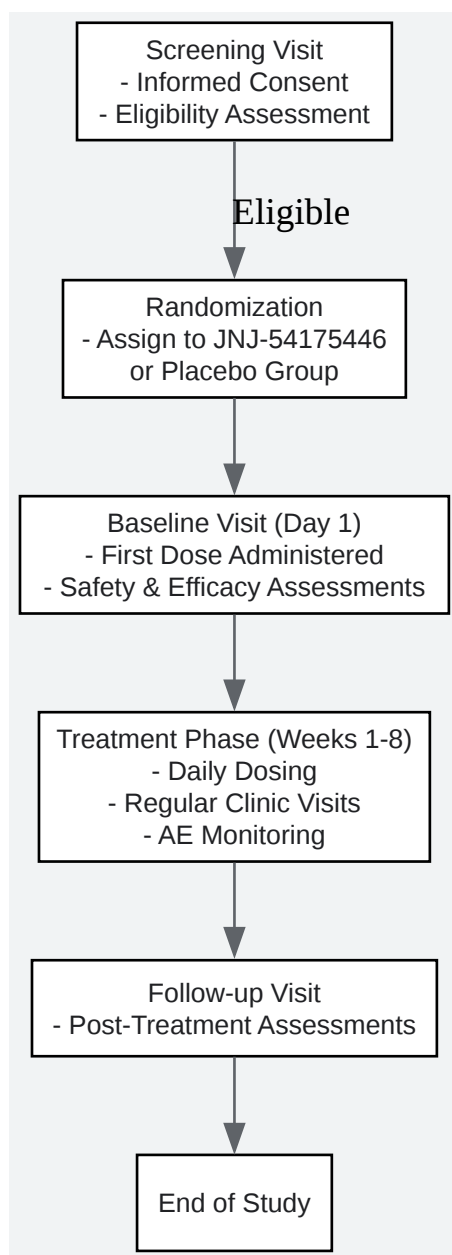 Screening Visit
- Informed Consent
- Eligibility Assessment
Eligible
Randomization
- Assign to JNJ-54175446
or Placebo Group
Baseline Visit (Day 1)
- First Dose Administered
- Safety & Efficacy Assessments
Treatment Phase (Weeks 1-8)
- Daily Dosing
- Regular Clinic Visits
- AE Monitoring
Follow-up Visit
- Post-Treatment Assessments
End of Study